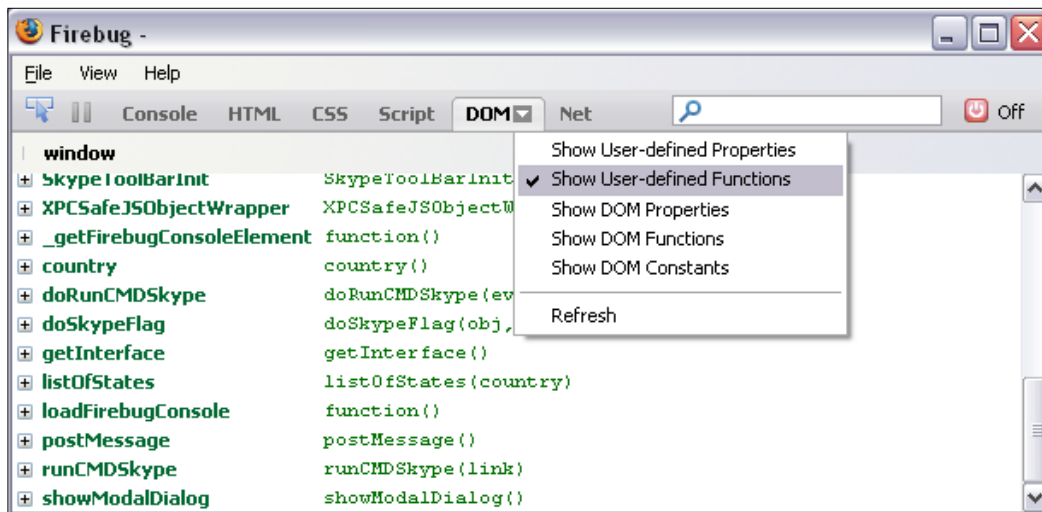 Firebug -
File View Help
Console HTML CSS Script DOM Net Off
window
Show User-defined Properties
SkypeToolBarInit SkypeToolBarInit
Show User-defined Functions
XPCSafeJSObjectWrapper XPCSafeJSObjectW
Show DOM Properties
_getFirebugConsoleElement function()
Show DOM Functions
country country()
Show DOM Constants
doRunCMDSkype doRunCMDSkype(ev
Refresh
doSkypeFlag doSkypeFlag(obj,
getInterface getInterface()
listOfStates listOfStates(country)
loadFirebugConsole function()
postMessage postMessage()
runCMDSkype runCMDSkype(link)
showModalDialog showModalDialog()